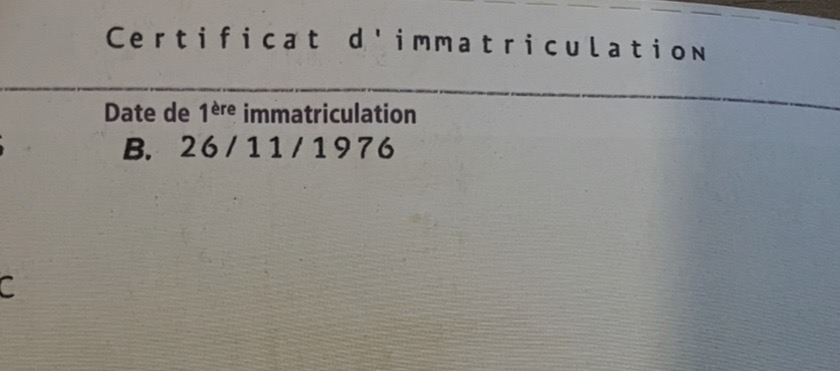 Certificat d'immatriculation
Date de 1ère immatriculation
B. 26/11/1976
C